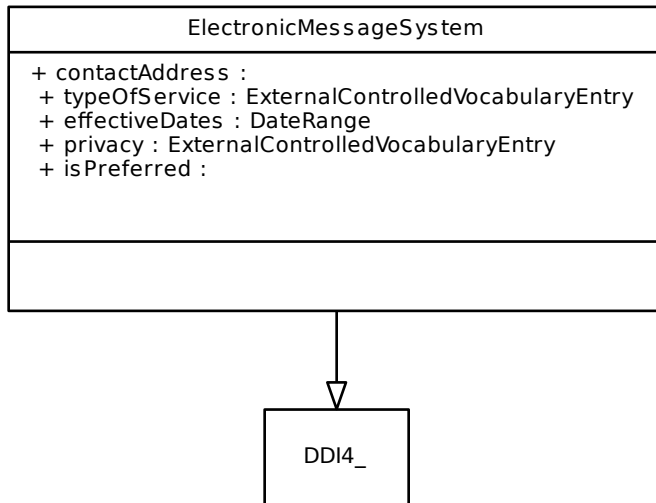 ElectronicMessageSystem
+ contactAddress :
+ typeOfService : ExternalControlledVocabularyEntry
+ effectiveDates : DateRange
+ privacy : ExternalControlledVocabularyEntry
+ isPreferred :
DDI4_